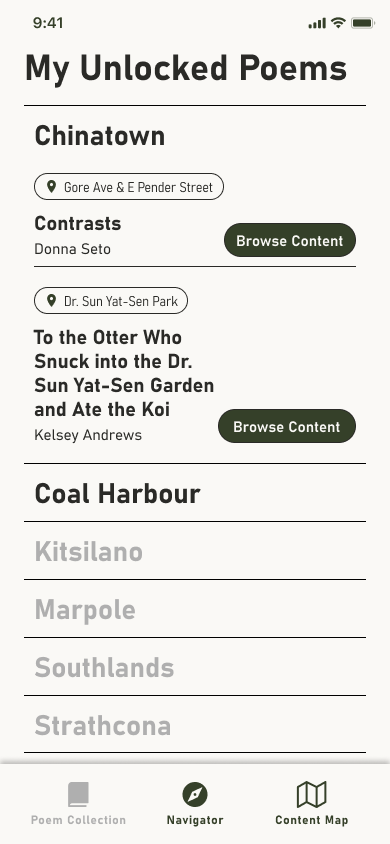 9:41
My Unlocked Poems
Chinatown
Gore Ave & E Pender Street
Contrasts
Donna Seto
Browse Content
Dr. Sun Yat-Sen Park
To the Otter Who
Snuck into the Dr.
Sun Yat-Sen Garden
and Ate the Koi
Kelsey Andrews
Browse Content
Coal Harbour
Kitsilano
Marpole
Southlands
Strathcona
Poem Collection
Navigator
Content Map